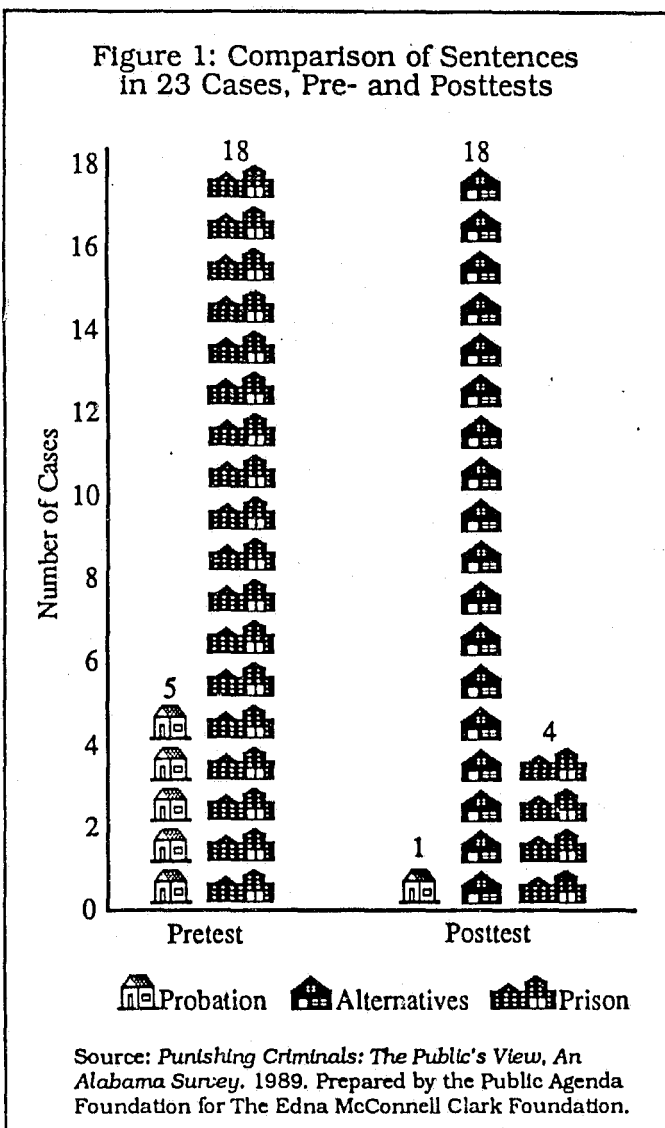 Figure 1: Comparison of Sentences
in 23 Cases, Pre- and Posttests
18
18
18
16
14
12
10
8
6
4
2
0
Number of Cases
5
4
1
Pretest
Posttest
Probation
Alternatives
Prison
Source: Punishing Criminals: The Public's View, An
Alabama Survey. 1989. Prepared by the Public Agenda
Foundation for The Edna McConnell Clark Foundation.